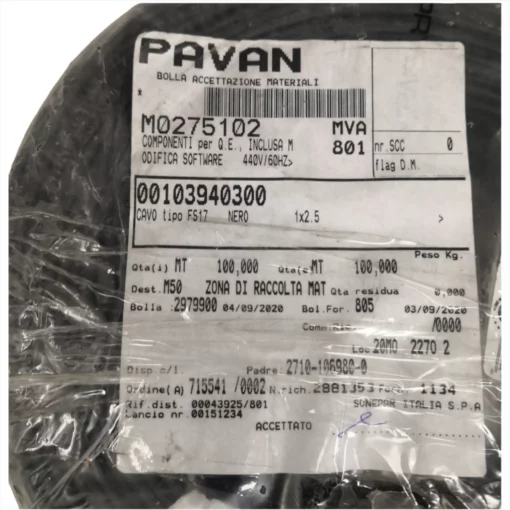 PAVAN
BOLLA ACCETTAZIONE MATERIALI
*
M0275102 MVA
COMPONENTI per Q.E., INCLUSA M 801 nr.SCC 0
ODIFICA SOFTWARE 440V/60HZ> flag D.M.
00103940300
CAVO tipo FS17 NERO 1x2.5 >
Peso Kg.
Qta(i) MT 100,000 Qta(c) MT 100,000
Dest.M50 ZONA DI RACCOLTA MAT Qta residua 0,000
Bolla .2979900 04/09/2020 Bol.For. 805 03/09/2020
/0000
Loc 20MO 2270 2
Disp c/l. Padre: 2710-106980-0
Ordine(A) 715541 /0002 N.rich. 2881353 Forn. 1134
Rif.dist. 00043925/801 SONEPAR ITALIA S.P.A
Lancio nr. 00151234
ACCETTATO